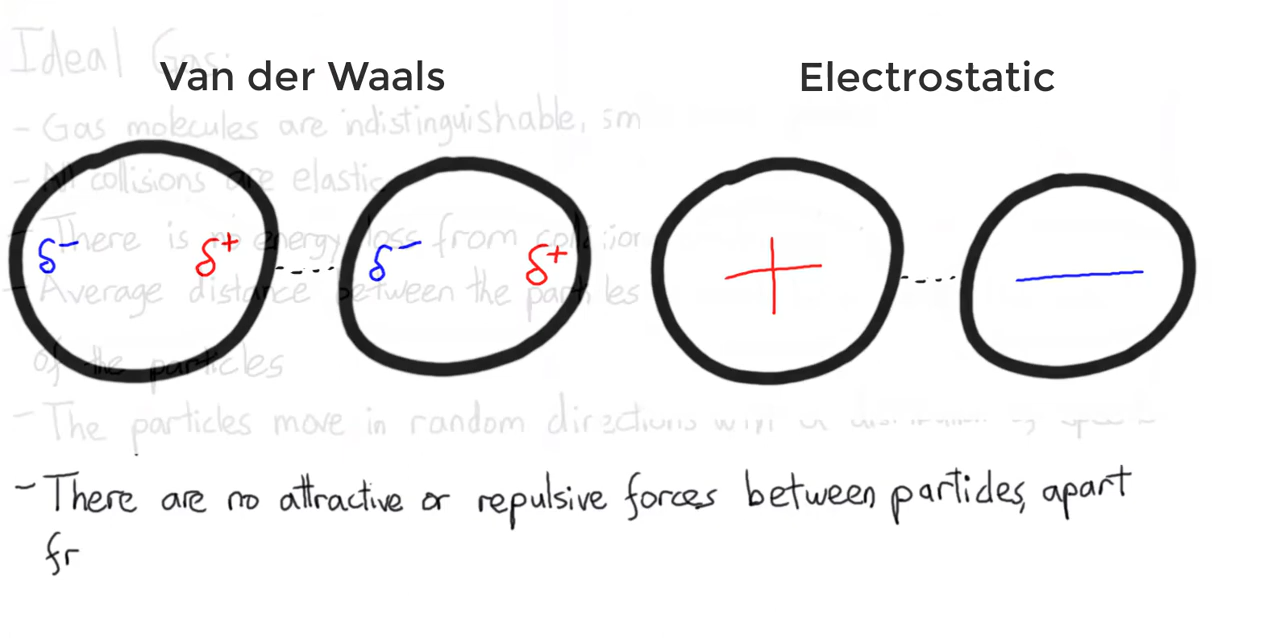 Ideal Gas:
Van der Waals
Electrostatic
- Gas molecules are indistinguishable, sm
- All collisions are elastic
- There is no energy loss from collision
- Average distance between the particles
of the particles
- The particles move in random directions with a distribution of
δ- δ+ δ- δ+
+ -
- There are no attractive or repulsive forces between particles, apart
fr